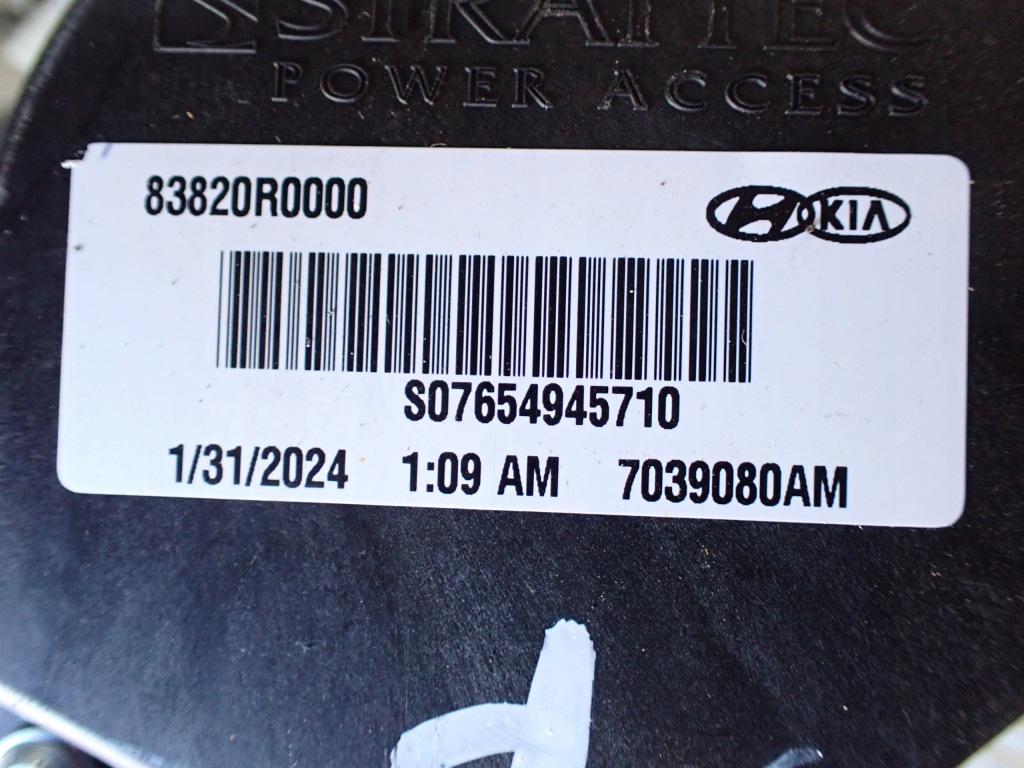 STRATTEC
POWER ACCESS
83820R0000
KIA
S07654945710
1/31/2024 1:09 AM 7039080AM